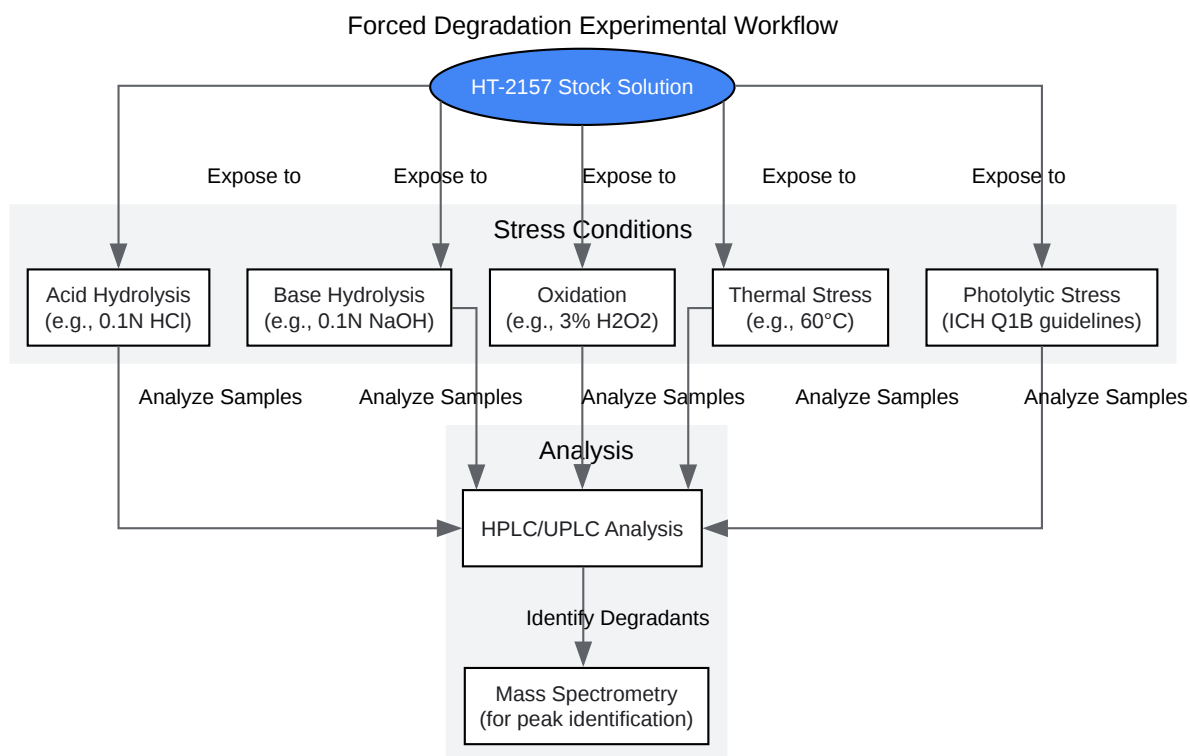 Forced Degradation Experimental Workflow
HT-2157 Stock Solution
Expose to
Expose to
Expose to
Expose to
Expose to
Stress Conditions
Acid Hydrolysis
(e.g., 0.1N HCl)
Base Hydrolysis
(e.g., 0.1N NaOH)
Oxidation
(e.g., 3% H2O2)
Thermal Stress
(e.g., 60°C)
Photolytic Stress
(ICH Q1B guidelines)
Analyze Samples
Analyze Samples
Analyze Samples
Analyze Samples
Analyze Samples
Analysis
HPLC/UPLC Analysis
Identify Degradants
Mass Spectrometry
(for peak identification)